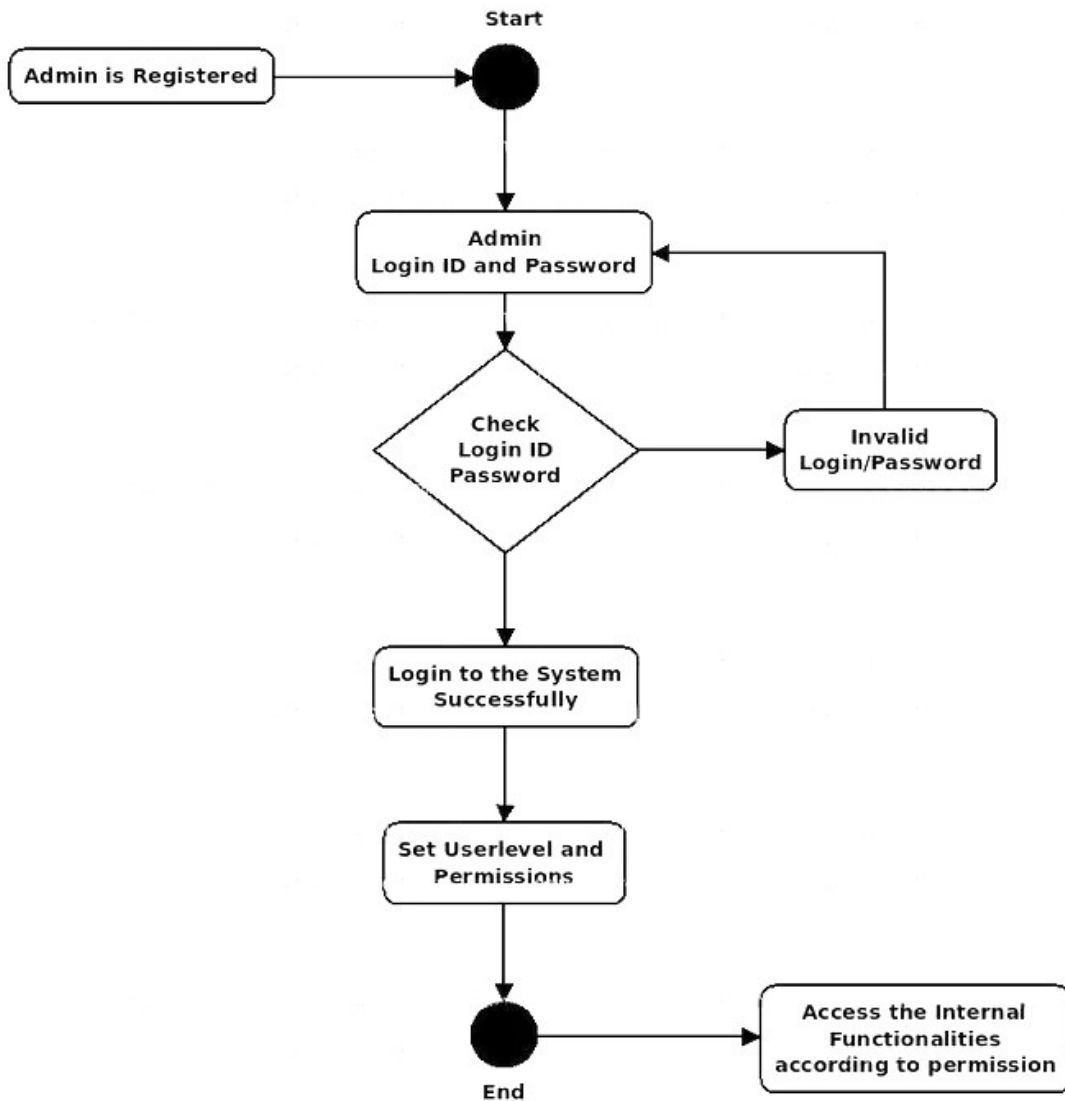 Start
Admin is Registered
Admin
Login ID and Password
Check
Login ID
Password
Invalid
Login/Password
Login to the System
Successfully
Set Userlevel and
Permissions
Access the Internal
Functionalities
according to permission
End